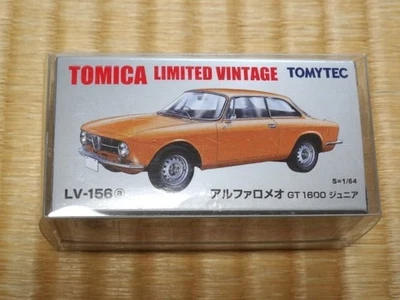 TOMICA LIMITED VINTAGE TOMYTEC
S=1/64
LV-156ⓐ アルファロメオ GT 1600 ジュニア